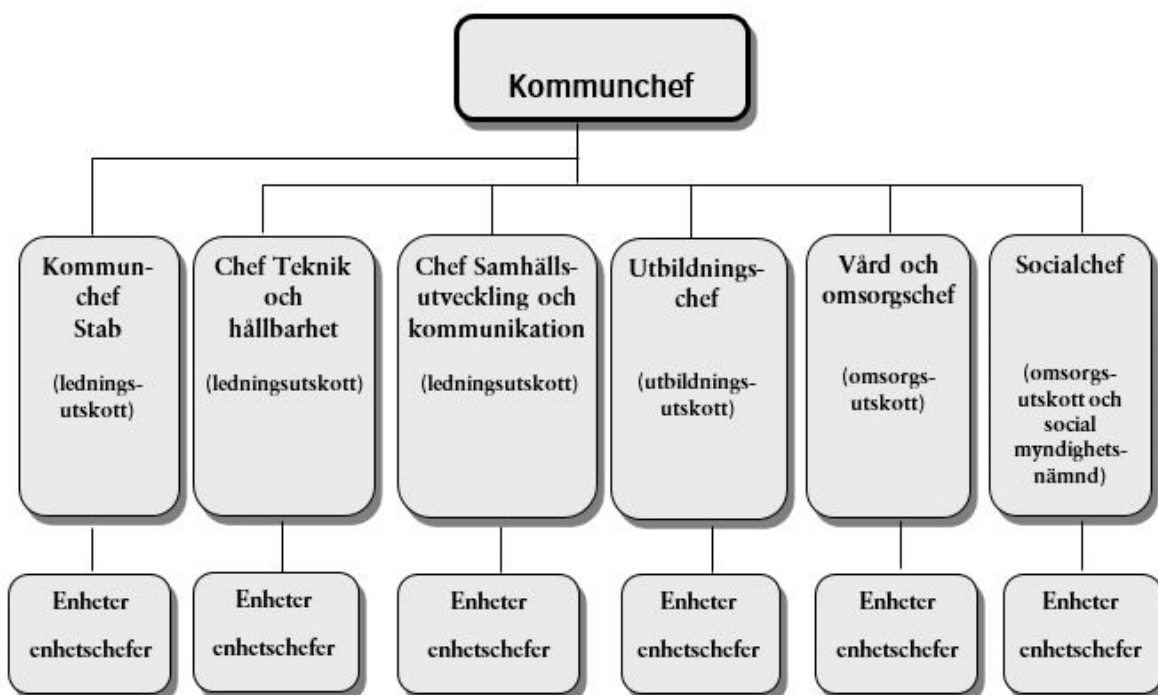 Kommunchef
Kommun-
chef
Stab
(lednings-
utskott)
Chef Teknik
och
hållbarhet
(ledningsutskott)
Chef Samhälls-
utveckling och
kommunikation
(ledningsutskott)
Utbildnings-
chef
(utbildnings-
utskott)
Vård och
omsorgschef
(omsorgs-
utskott)
Socialchef
(omsorgs-
utskott och
social
myndighets-
nämnd)
Enheter
enhetschefer
Enheter
enhetschefer
Enheter
enhetschefer
Enheter
enhetschefer
Enheter
enhetschefer
Enheter
enhetschefer